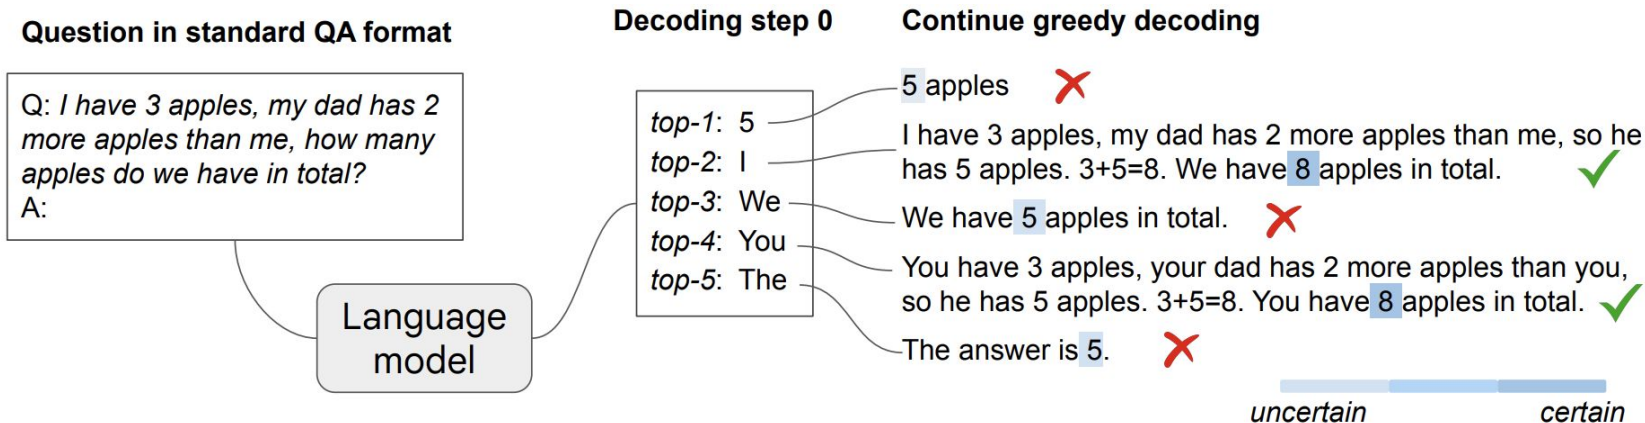 Question in standard QA format
Q: I have 3 apples, my dad has 2
more apples than me, how many
apples do we have in total?
A:
Language
model
Decoding step 0
top-1: 5
top-2: I
top-3: We
top-4: You
top-5: The
Continue greedy decoding
5 apples
I have 3 apples, my dad has 2 more apples than me, so he
has 5 apples. 3+5=8. We have 8 apples in total.
We have 5 apples in total.
You have 3 apples, your dad has 2 more apples than you,
so he has 5 apples. 3+5=8. You have 8 apples in total.
The answer is 5.
uncertain
certain